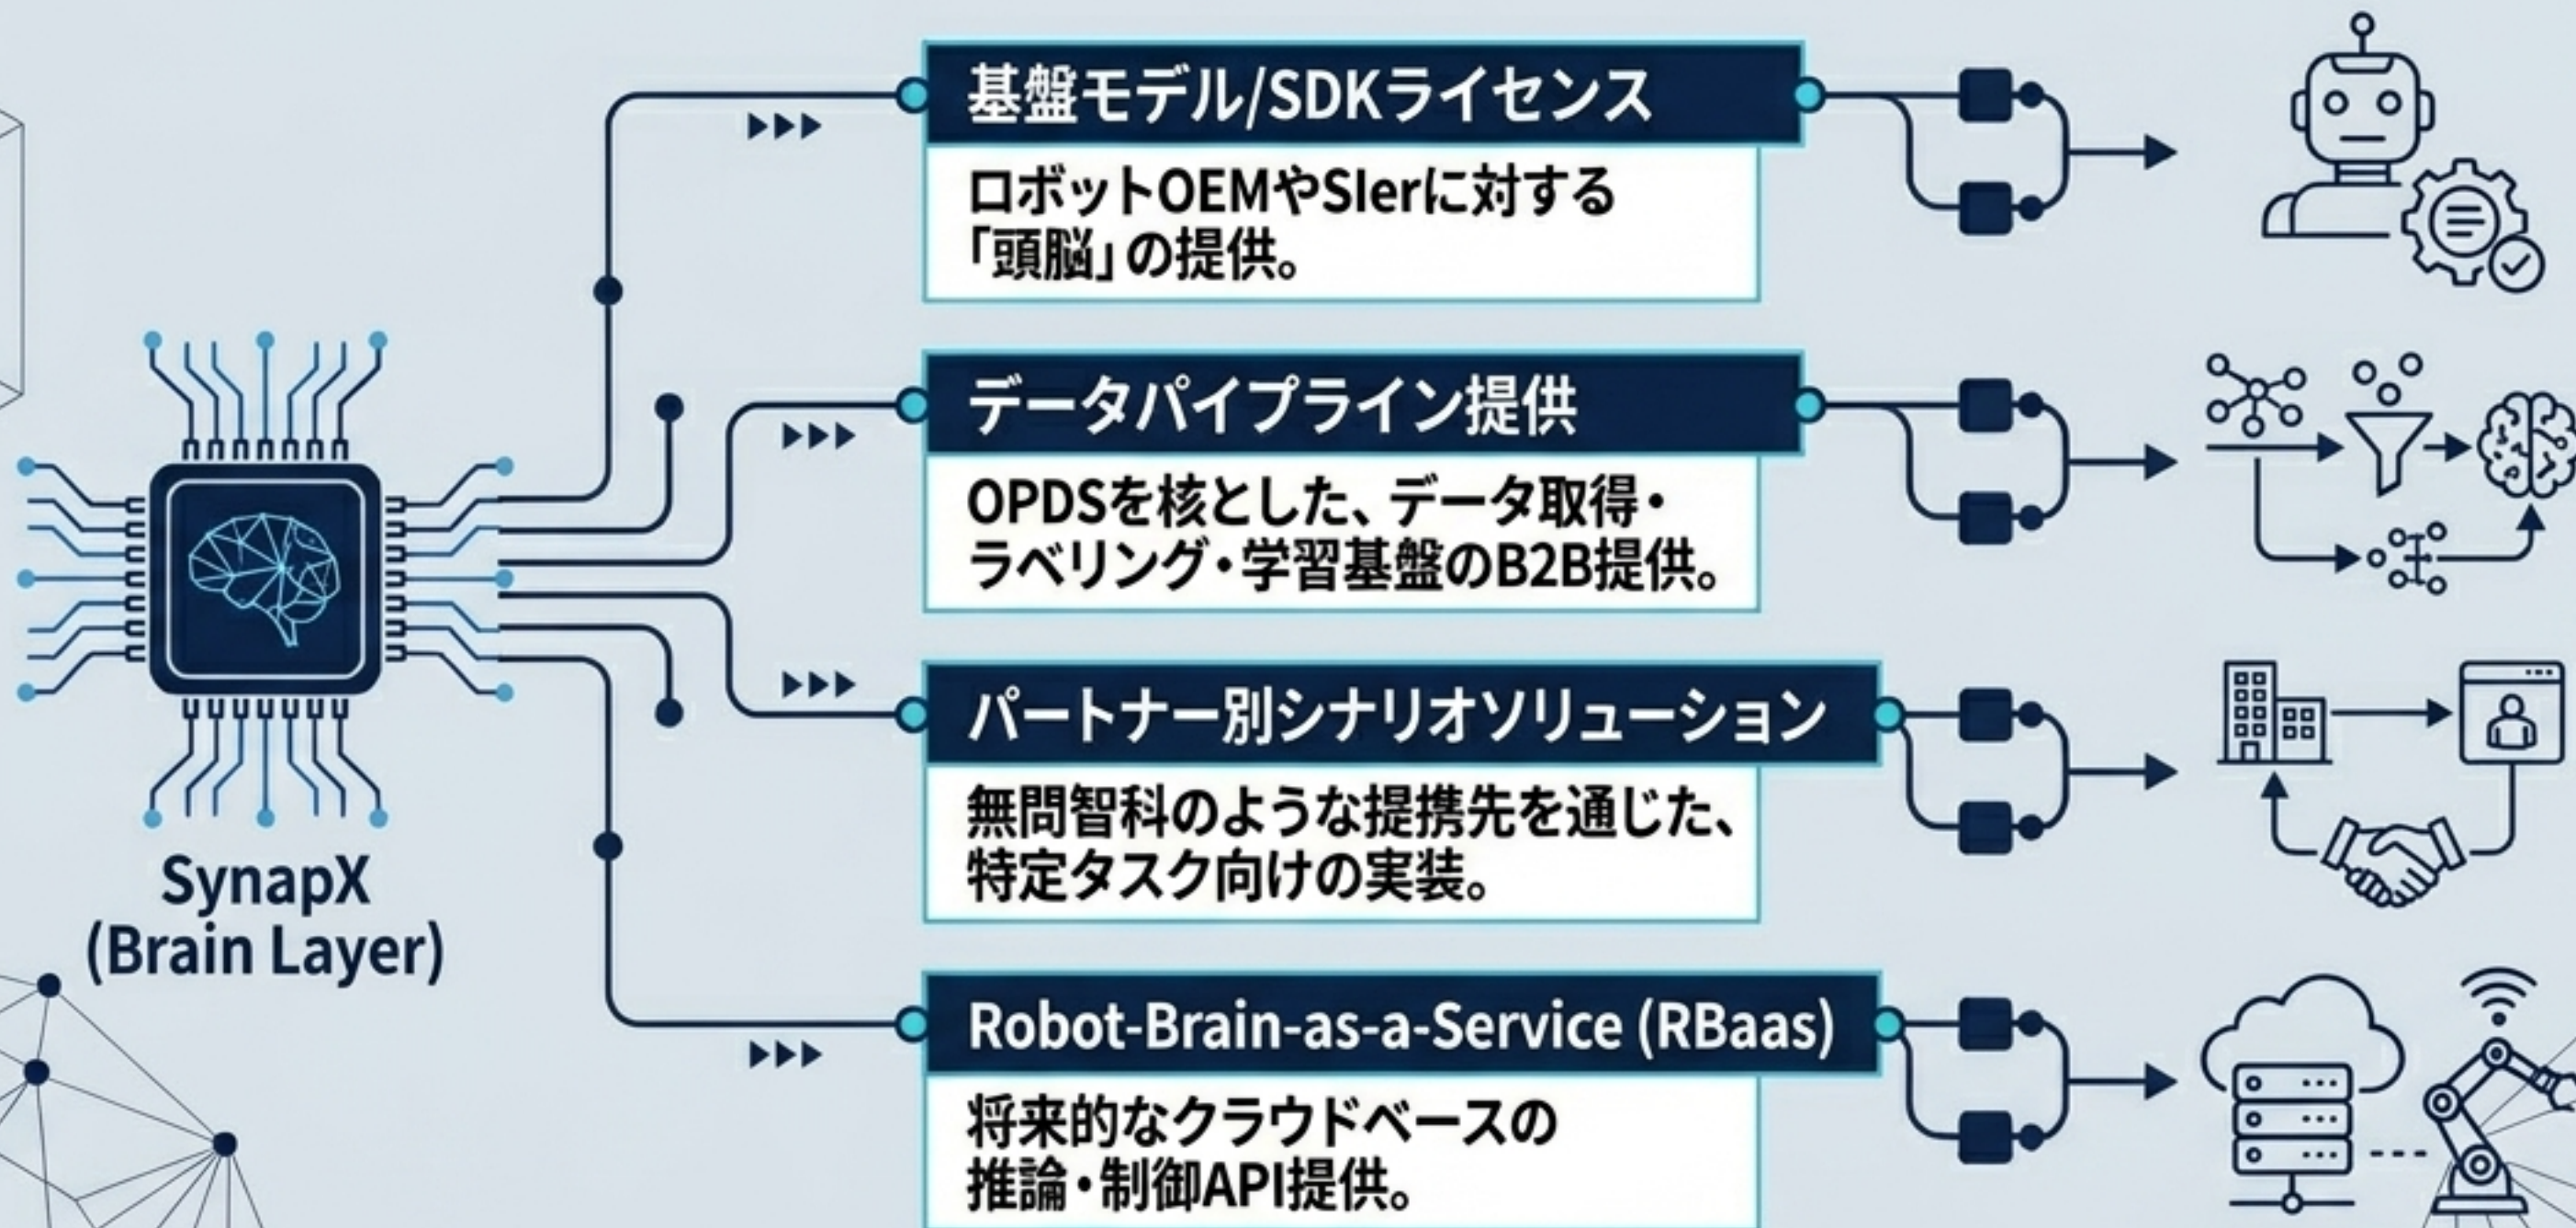 基盤モデル/SDKライセンス
ロボットOEMやSIerに対する
「頭脳」の提供。
データパイプライン提供
OPDSを核とした、データ取得・
ラベリング・学習基盤のB2B提供。
パートナー別シナリオソリューション
無問智科のような提携先を通じた、
特定タスク向けの実装。
Robot-Brain-as-a-Service (RBaas)
将来的なクラウドベースの
推論・制御API提供。
SynapX
(Brain Layer)